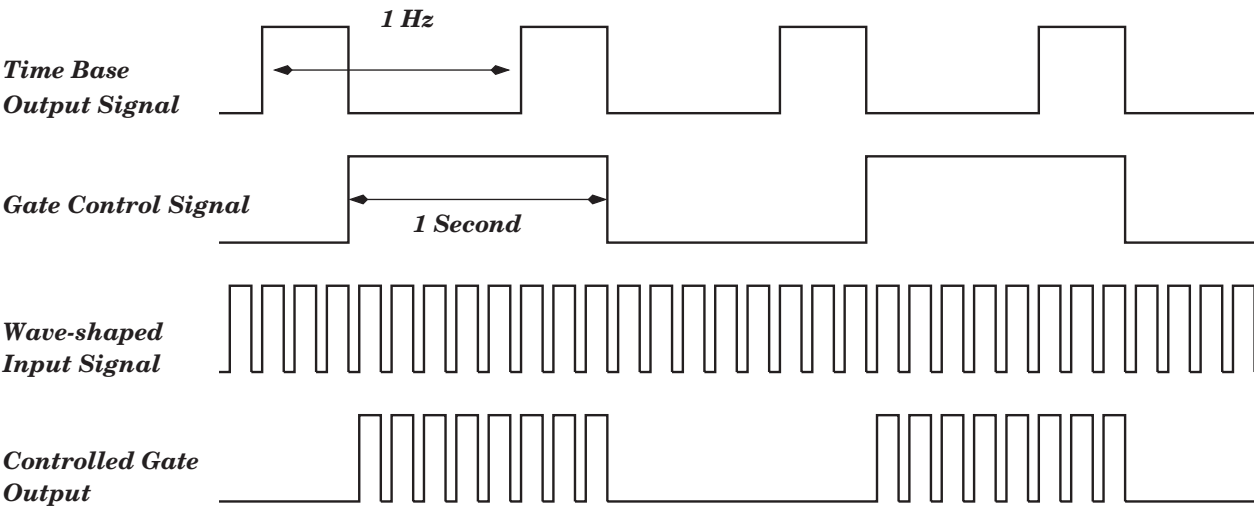 1 Hz
Time Base
Output Signal
Gate Control Signal
1 Second
Wave-shaped
Input Signal
Controlled Gate
Output